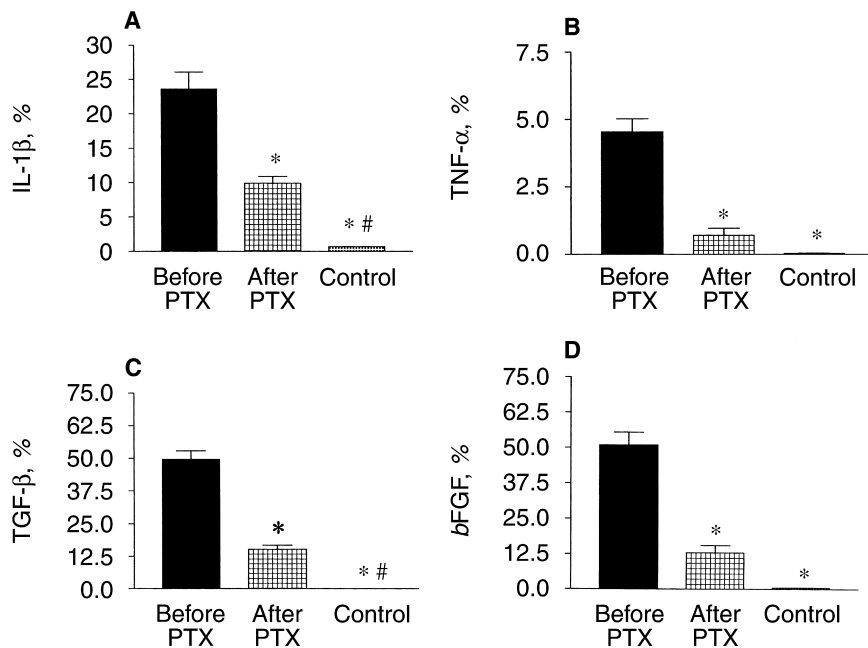 A
IL-1β, %
30
25
20
15
10
5
0
*
* #
Before
PTX
After
PTX
Control
B
TNF-α, %
7.5
5.0
2.5
0.0
*
*
Before
PTX
After
PTX
Control
C
TGF-β, %
75.0
62.5
50.0
37.5
25.0
12.5
0.0
*
* #
Before
PTX
After
PTX
Control
D
bFGF, %
75.0
62.5
50.0
37.5
25.0
12.5
0.0
*
*
Before
PTX
After
PTX
Control